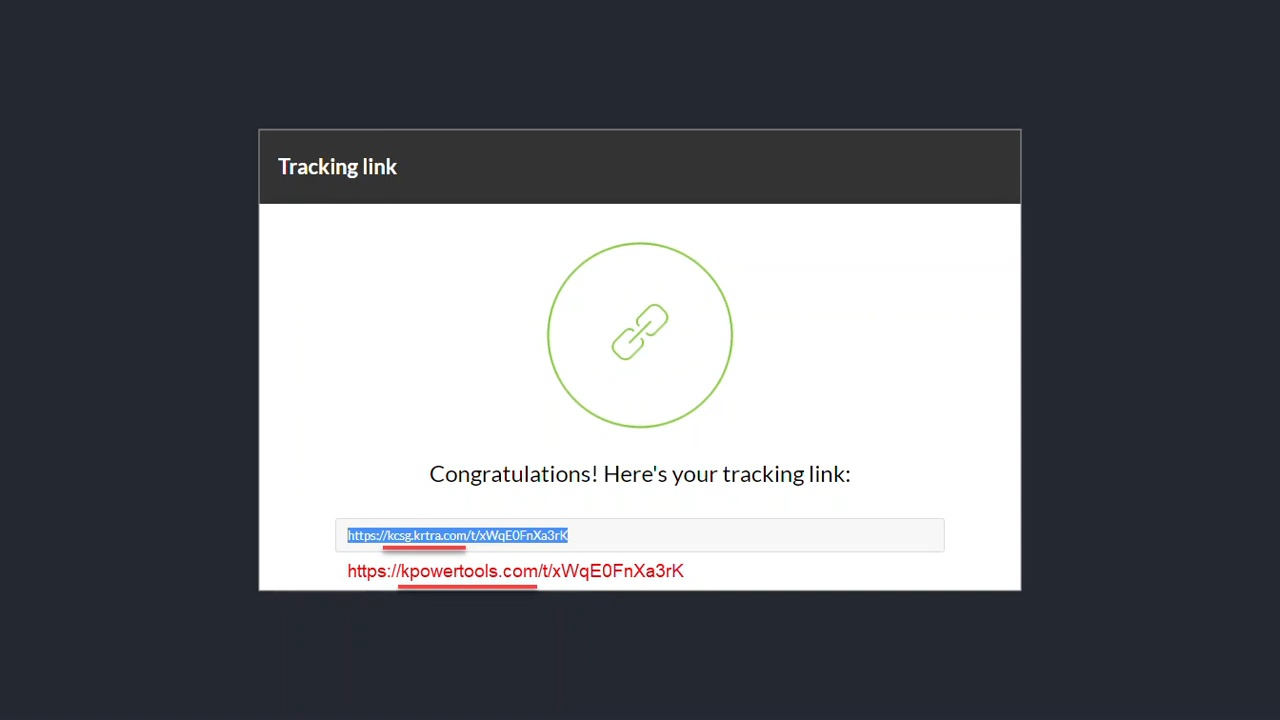 Tracking link
Congratulations! Here's your tracking link:
https://kcsg.krtra.com/t/xWqE0FnXa3rK
https://kpowertools.com/t/xWqE0FnXa3rK